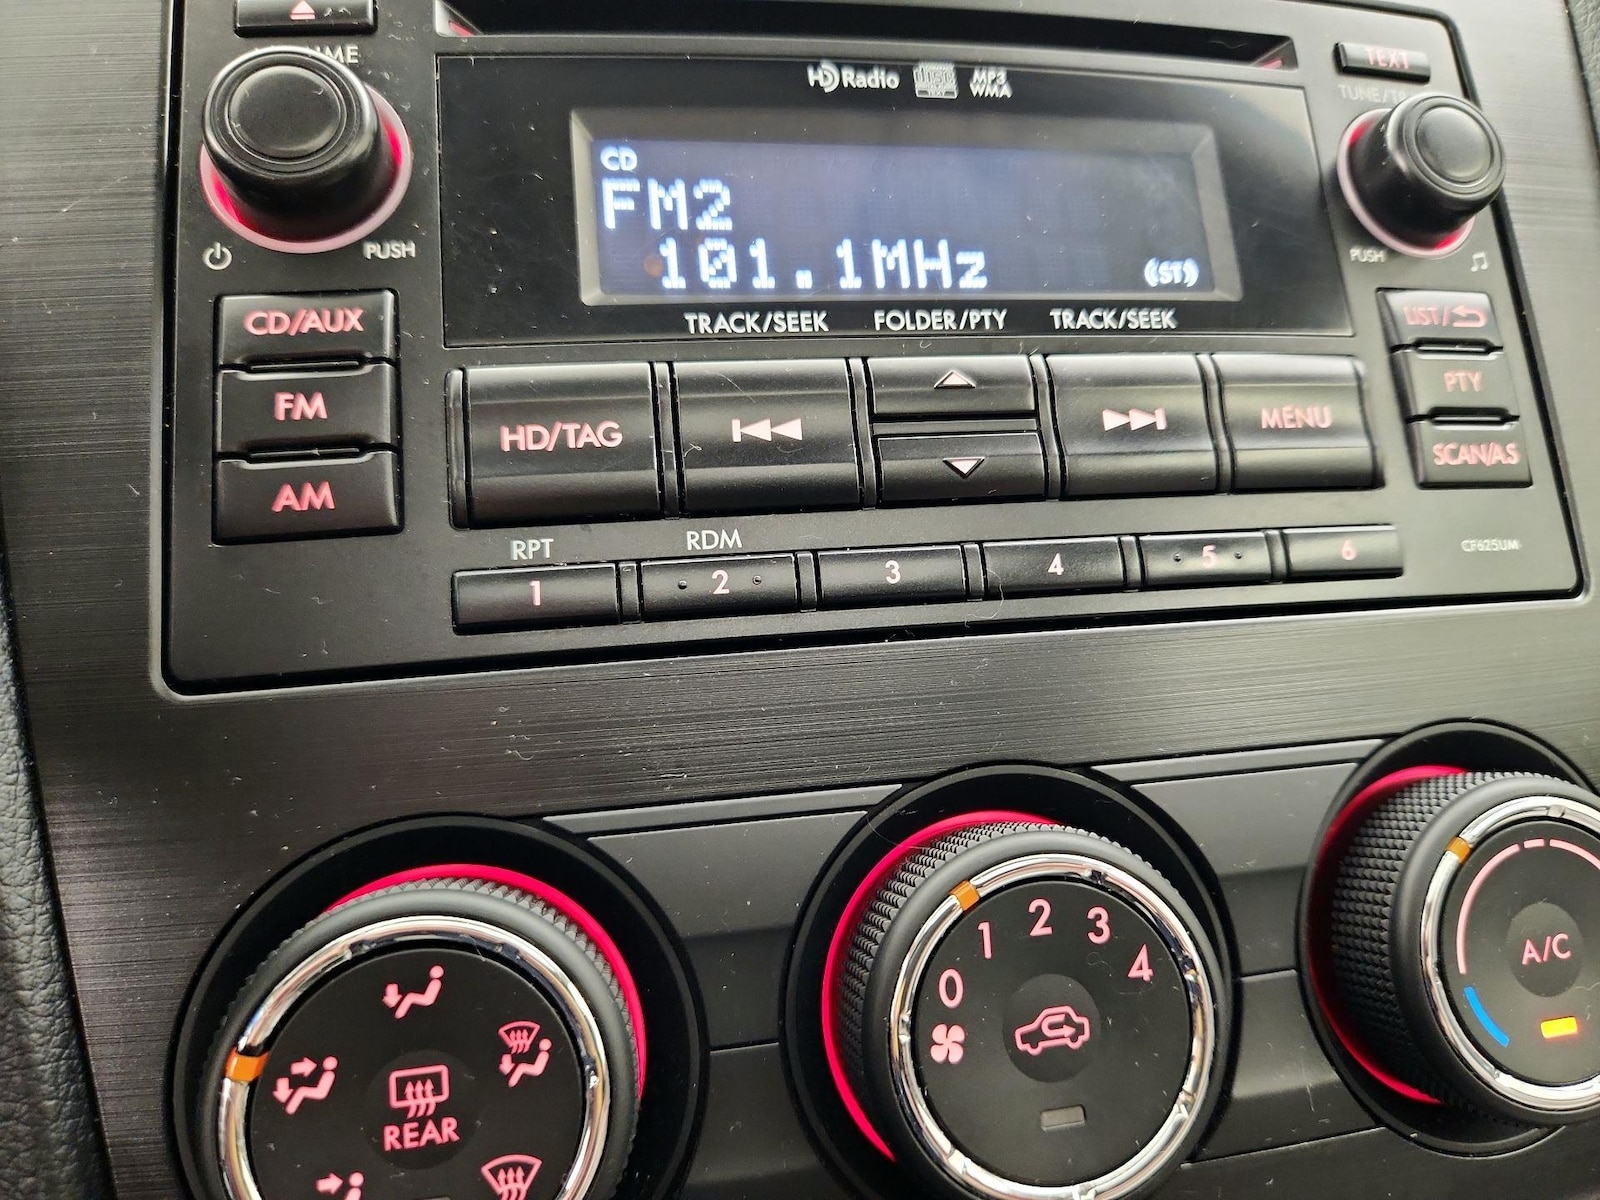 HD Radio
disc
TEXT
MP3
WMA
TEXT
CD
FM2
101.1MHz
(ST)
PUSH
PUSH
TRACK/SEEK
FOLDER/PTY
TRACK/SEEK
CD/AUX
FM
AM
HD/TAG
MENU
LIST/
PTY
SCAN/A.S
RPT
RDM
1
2
3
4
5
6
CF625UM
REAR
0
1
2
3
4
A/C